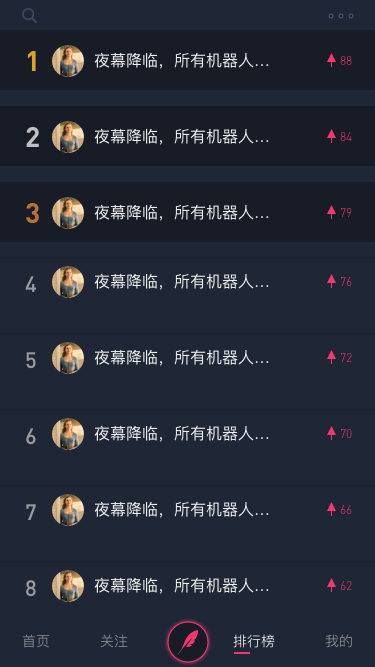 1 夜幕降临，所有机器人... 88
2 夜幕降临，所有机器人... 84
3 夜幕降临，所有机器人... 79
4 夜幕降临，所有机器人... 76
5 夜幕降临，所有机器人... 72
6 夜幕降临，所有机器人... 70
7 夜幕降临，所有机器人... 66
8 夜幕降临，所有机器人... 62
首页 关注 排行榜 我的